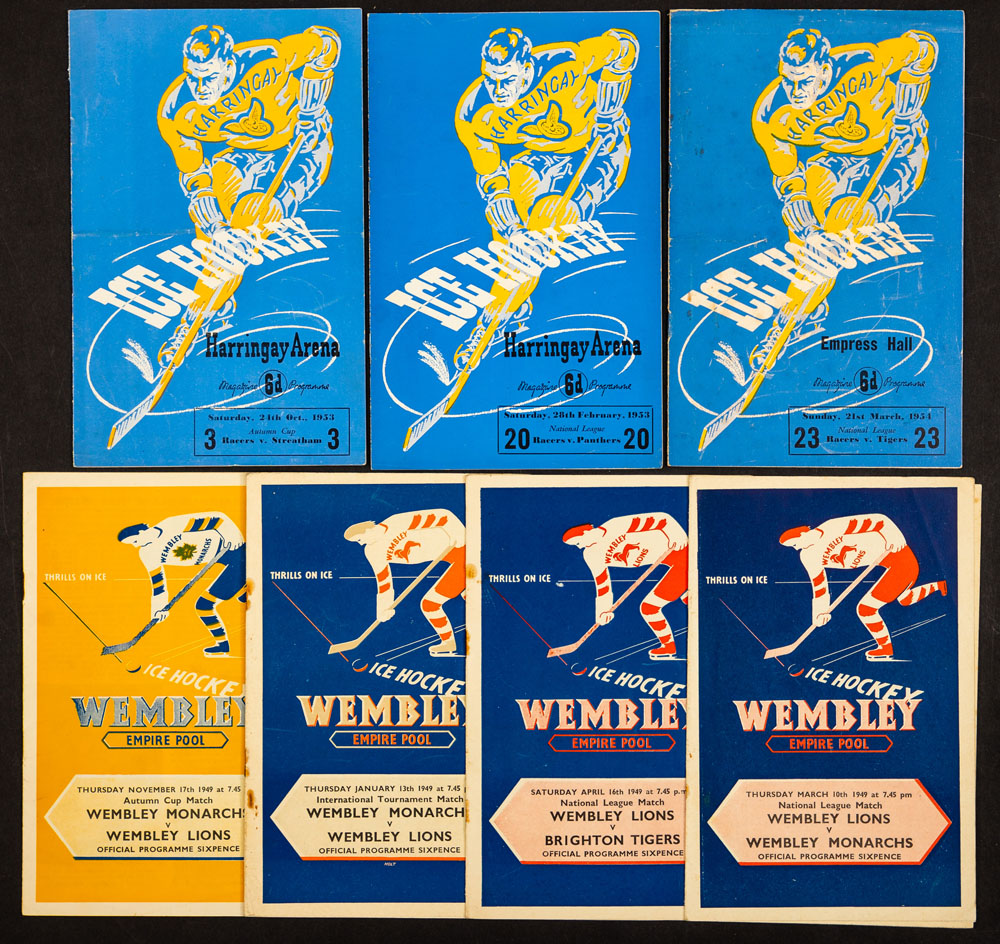 HARRINGAY
ICE HOCKEY
Harringay Arena
Magazine 6d Programme
Saturday, 24th Oct., 1953
Autumn Cup
3 Racers v. Streatham 3
HARRINGAY
ICE HOCKEY
Harringay Arena
Magazine 6d Programme
Saturday, 28th February, 1953
National League
20 Racers v. Panthers 20
HARRINGAY
ICE HOCKEY
Empress Hall
Magazine 6d Programme
Sunday, 21st March, 1954
National League
23 Racers v. Tigers 23
WEMBLEY
MONARCHS
THRILLS ON ICE
ICE HOCKE
WEMBLEY
EMPIRE POOL
THURSDAY NOVEMBER 17th 1949 at 7.45
Autumn Cup Match
WEMBLEY MONARCHS
v
WEMBLEY LIONS
OFFICIAL PROGRAMME SIXPENCE
WEMBLEY
THRILLS ON ICE
ICE HOCKEY
WEMBLEY
EMPIRE POOL
THURSDAY JANUARY 13th 1949 at 7.45
International Tournament Match
WEMBLEY MONARCH
v
WEMBLEY LIONS
OFFICIAL PROGRAMME SIXPENCE
WEMBLEY
LIONS
THRILLS ON ICE
ICE HOCKEY
WEMBLEY
EMPIRE POOL
SATURDAY APRIL 16th 1949 at 7.45 p.m
National League Match
WEMBLEY LIONS
v
BRIGHTON TIGERS
OFFICIAL PROGRAMME SIXPENCE
WEMBLEY
LIONS
THRILLS ON ICE
ICE HOCKEY
WEMBLEY
EMPIRE POOL
THURSDAY MARCH 10th 1949 at 7.45 pm
National League Match
WEMBLEY LIONS
v
WEMBLEY MONARCHS
OFFICIAL PROGRAMME SIXPENCE